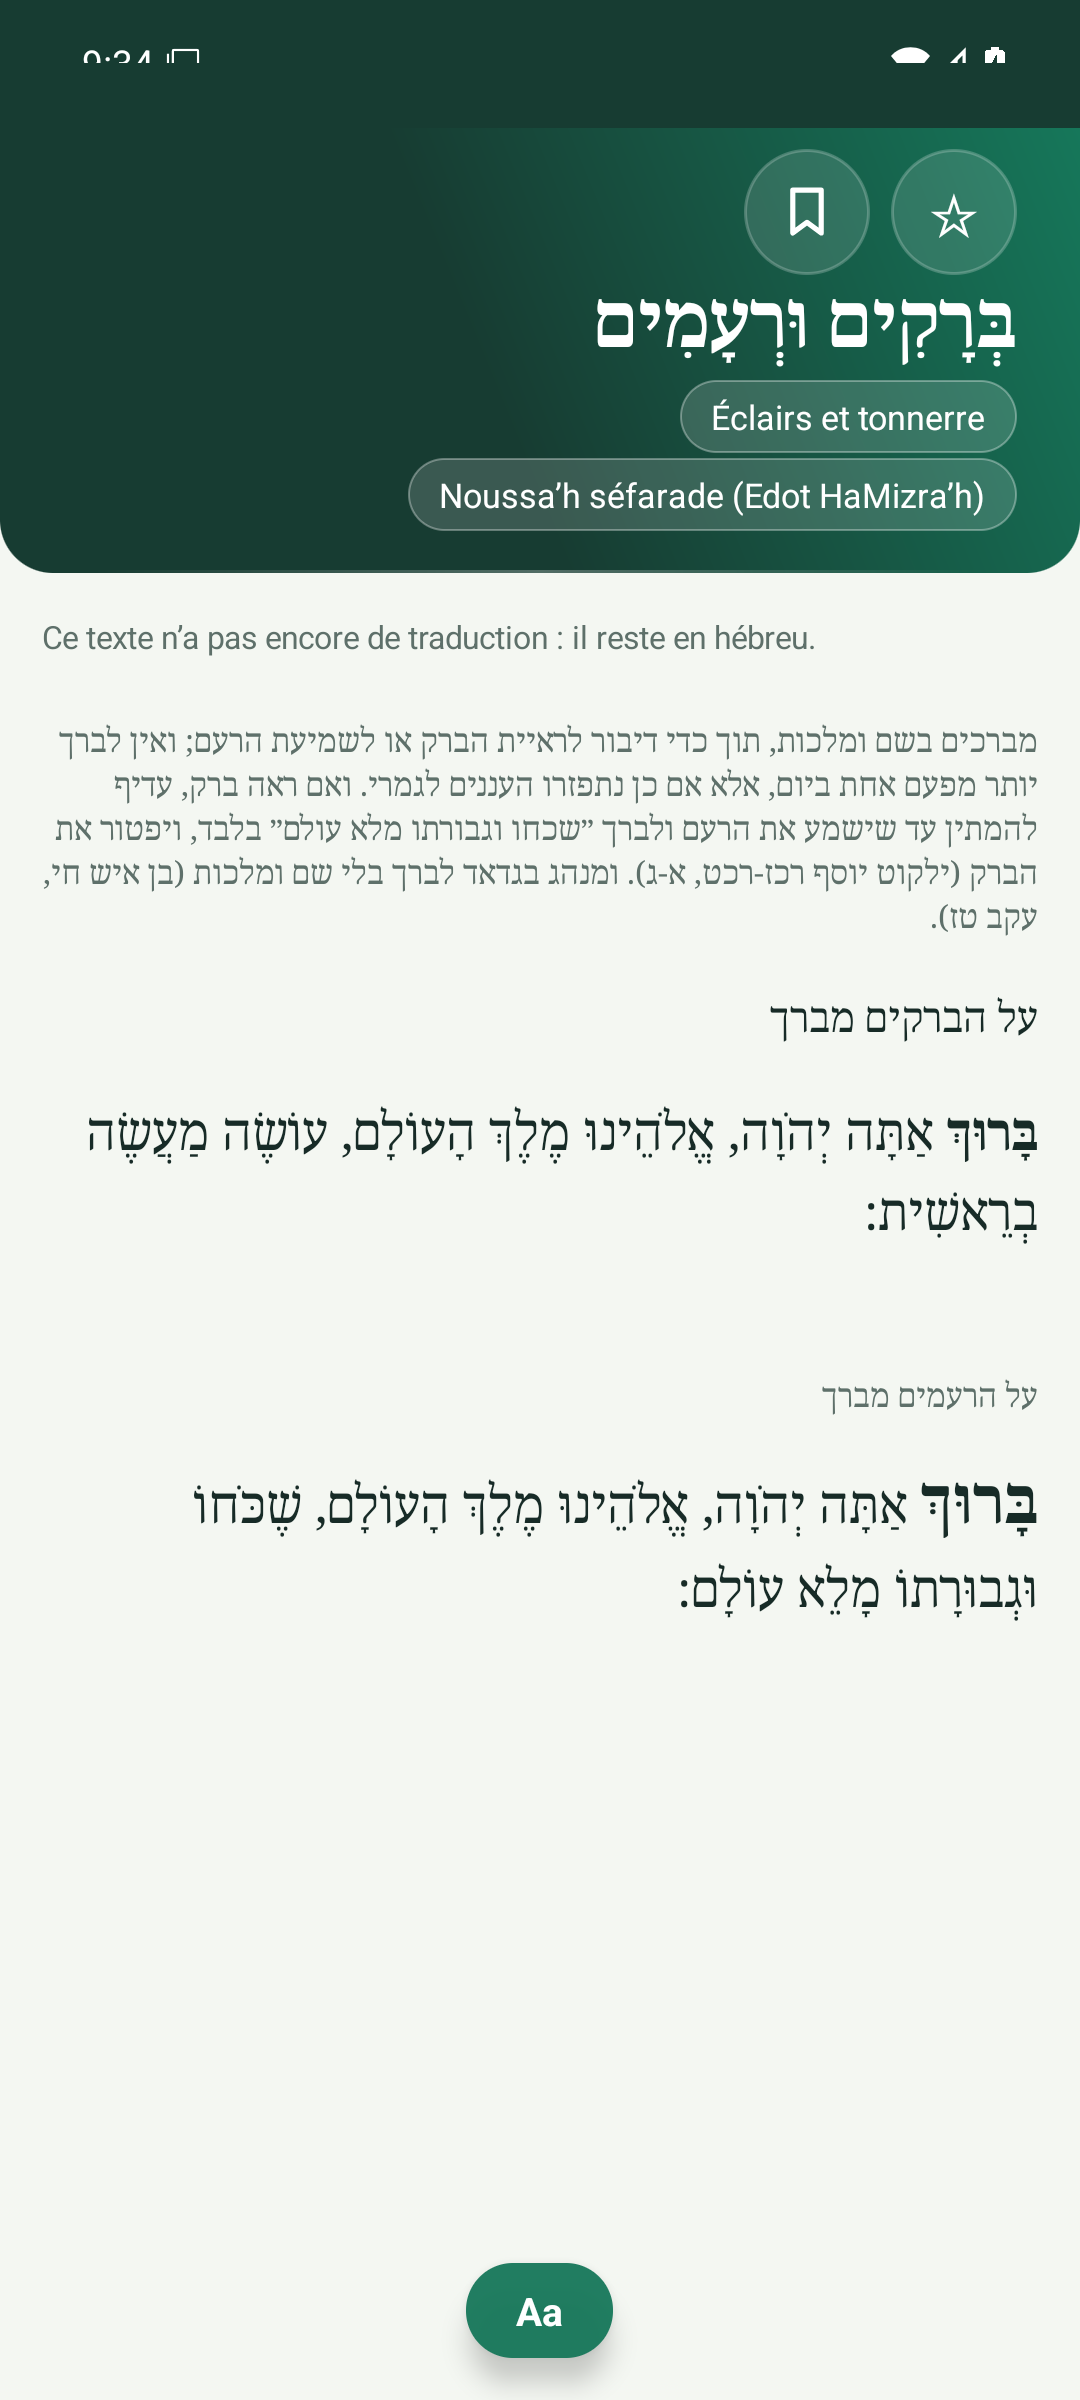 בְּרָקִים וּרְעָמִים
Éclairs et tonnerre
Noussa’h séfarade (Edot HaMizra’h)
Ce texte n’a pas encore de traduction : il reste en hébreu.
מברכים בשם ומלכות, תוך כדי דיבור לראיית הברק או לשמיעת הרעם; ואין לברך
יותר מפעם אחת ביום, אלא אם כן נתפזרו העננים לגמרי. ואם ראה ברק, עדיף
להמתין עד שישמע את הרעם ולברך ”שכחו וגבורתו מלא עולם” בלבד, ויפטור את
הברק (ילקוט יוסף רכז-רכט, א-ג). ומנהג בגדאד לברך בלי שם ומלכות (בן איש חי,
עקב טז).
על הברקים מברך
בָּרוּךְ אַתָּה יְהֹוָה, אֱלֹהֵינוּ מֶלֶךְ הָעוֹלָם, עוֹשֶׂה מַעֲשֶׂה
בְרֵאשִׁית:
על הרעמים מברך
בָּרוּךְ אַתָּה יְהֹוָה, אֱלֹהֵינוּ מֶלֶךְ הָעוֹלָם, שֶׁכֹּחוֹ
וּגְבוּרָתוֹ מָלֵא עוֹלָם:
Aa